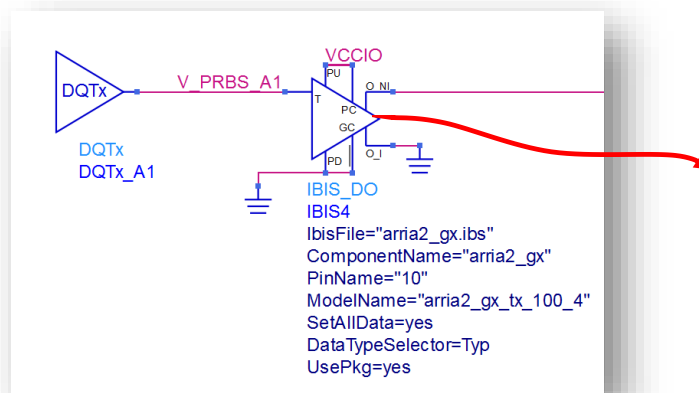 VCCIO
PU
DQTx
V_PRBS_A1
O_NI
T
PC
GC
PD
O_I
DQTx
DQTx_A1
IBIS_DO
IBIS4
IbisFile="arria2_gx.ibs"
ComponentName="arria2_gx"
PinName="10"
ModelName="arria2_gx_tx_100_4"
SetAllData=yes
DataTypeSelector=Typ
UsePkg=yes